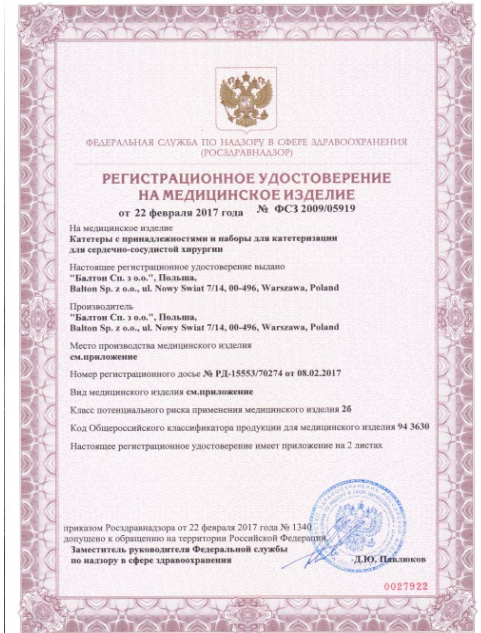 ФЕДЕРАЛЬНАЯ СЛУЖБА ПО НАДЗОРУ В СФЕРЕ ЗДРАВООХРАНЕНИЯ
(РОСЗДРАВНАДЗОР)
РЕГИСТРАЦИОННОЕ УДОСТОВЕРЕНИЕ
НА МЕДИЦИНСКОЕ ИЗДЕЛИЕ
от 22 февраля 2017 года № ФСЗ 2009/05919
На медицинское изделие
Катетеры с принадлежностями и наборы для катетеризации
для сердечно-сосудистой хирургии
Настоящее регистрационное удостоверение выдано
"Балтон Сп. з о.о.", Польша,
Balton Sp. z o.o., ul. Nowy Swiat 7/14, 00-496, Warszawa, Poland
Производитель
"Балтон Сп. з о.о.", Польша,
Balton Sp. z o.o., ul. Nowy Swiat 7/14, 00-496, Warszawa, Poland
Место производства медицинского изделия
см.приложение
Номер регистрационного досье № РД-15553/70274 от 08.02.2017
Вид медицинского изделия см.приложение
Класс потенциального риска применения медицинского изделия 2б
Код Общероссийского классификатора продукции для медицинского изделия 94 3630
Настоящее регистрационное удостоверение имеет приложение на 2 листах
приказом Росздравнадзора от 22 февраля 2017 года № 1340
допущено к обращению на территории Российской Федерации.
Заместитель руководителя Федеральной службы
по надзору в сфере здравоохранения
Д.Ю. Павлюков
0027922